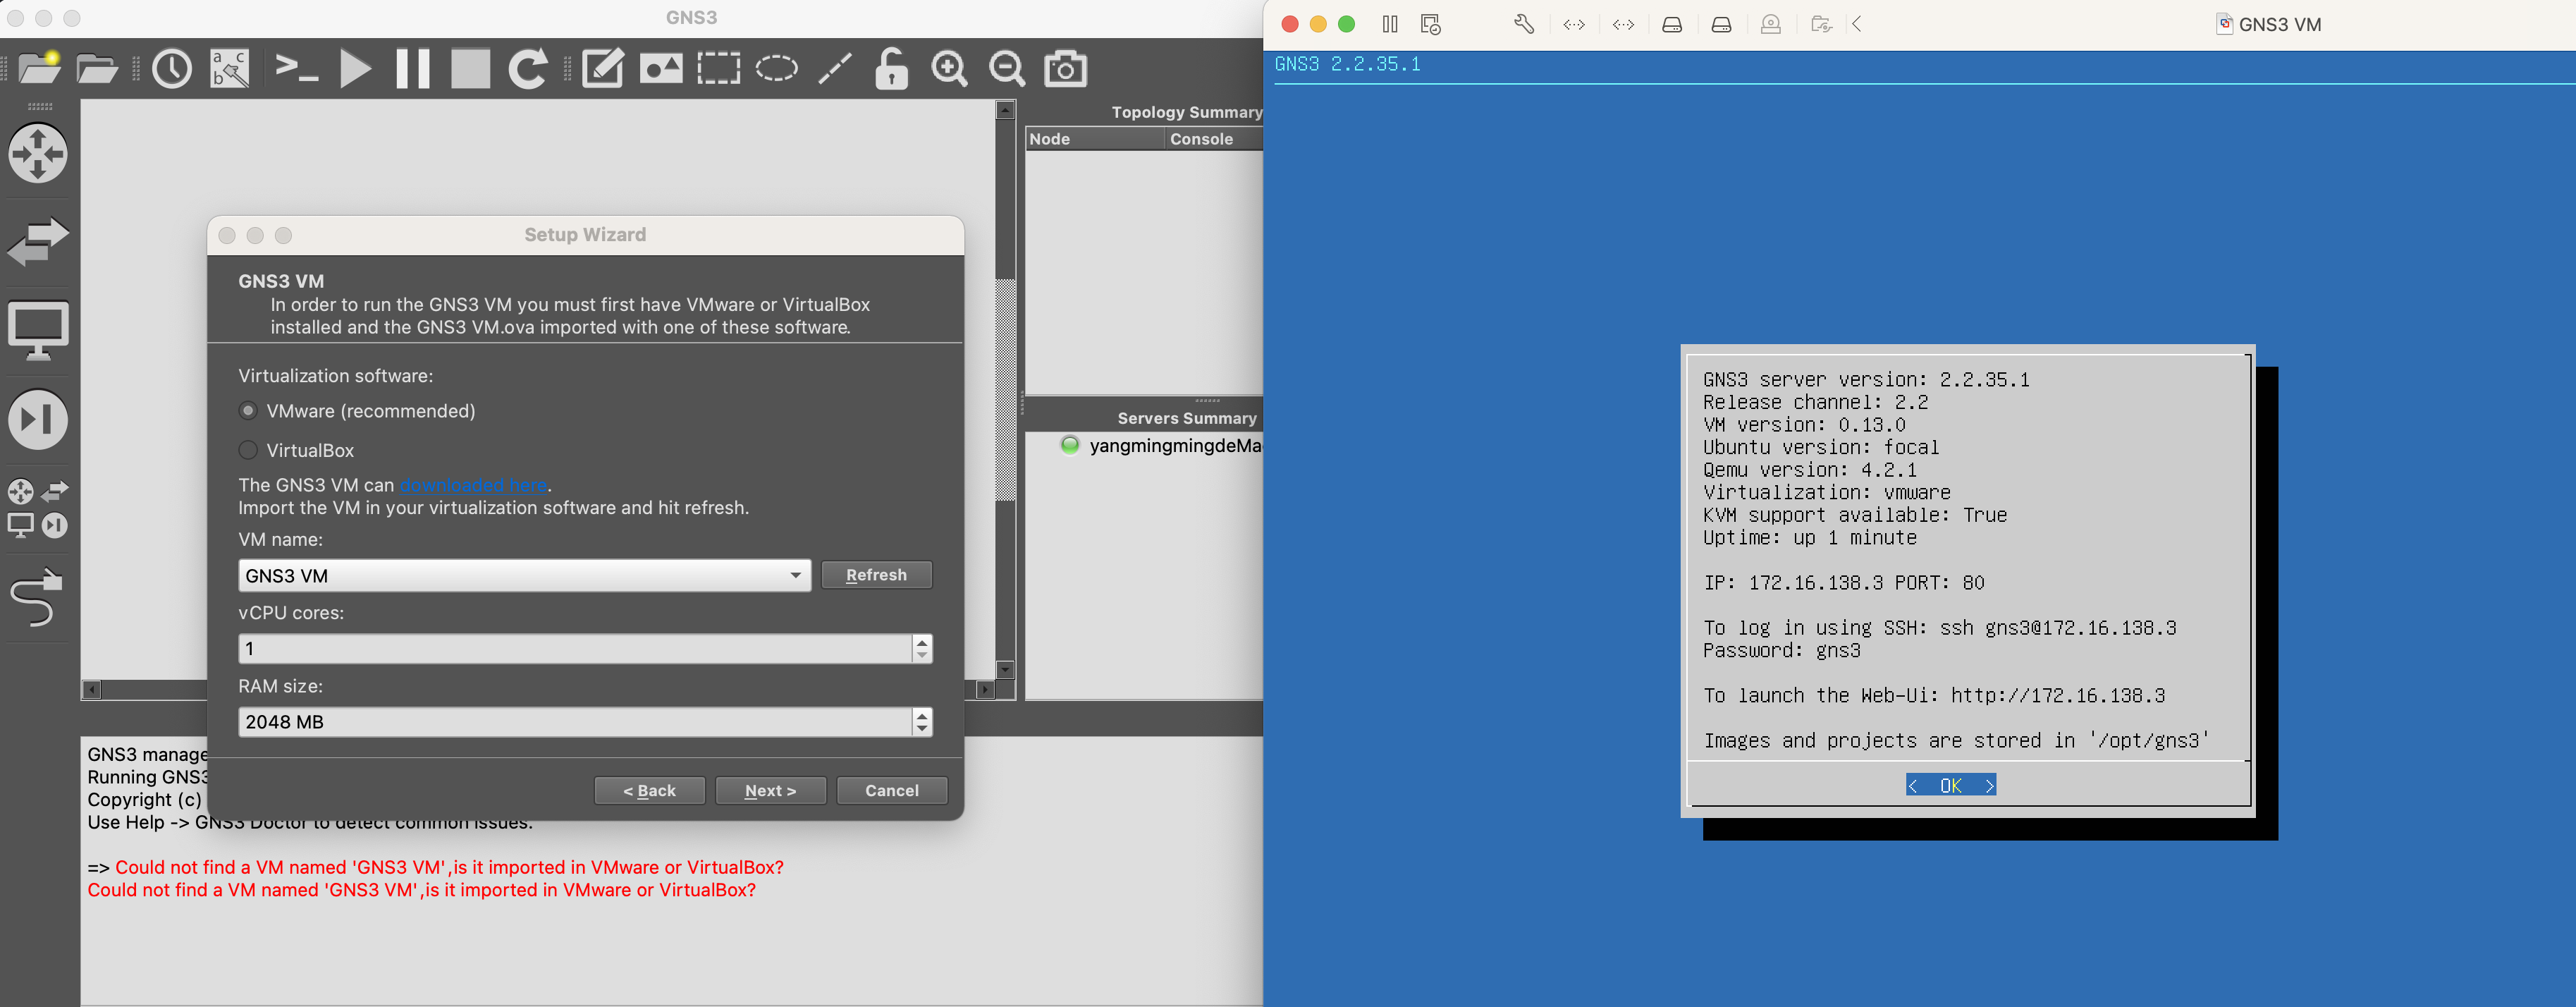 GNS3
a c
b
Topology Summary
Node Console
Setup Wizard
GNS3 VM
In order to run the GNS3 VM you must first have VMware or VirtualBox
installed and the GNS3 VM.ova imported with one of these software.
Virtualization software:
VMware (recommended)
VirtualBox
The GNS3 VM can downloaded here.
Import the VM in your virtualization software and hit refresh.
VM name:
GNS3 VM
Refresh
vCPU cores:
1
RAM size:
2048 MB
< Back
Next >
Cancel
Servers Summary
yangmingmingdeMa
GNS3 manage
Running GNS3
Copyright (c)
Use Help -> GNS3 Doctor to detect common issues.
=> Could not find a VM named 'GNS3 VM',is it imported in VMware or VirtualBox?
Could not find a VM named 'GNS3 VM',is it imported in VMware or VirtualBox?
GNS3 VM
GNS3 2.2.35.1
GNS3 server version: 2.2.35.1
Release channel: 2.2
VM version: 0.13.0
Ubuntu version: focal
Qemu version: 4.2.1
Virtualization: vmware
KVM support available: True
Uptime: up 1 minute
IP: 172.16.138.3 PORT: 80
To log in using SSH: ssh gns3@172.16.138.3
Password: gns3
To launch the Web-Ui: http://172.16.138.3
Images and projects are stored in '/opt/gns3'
< OK >